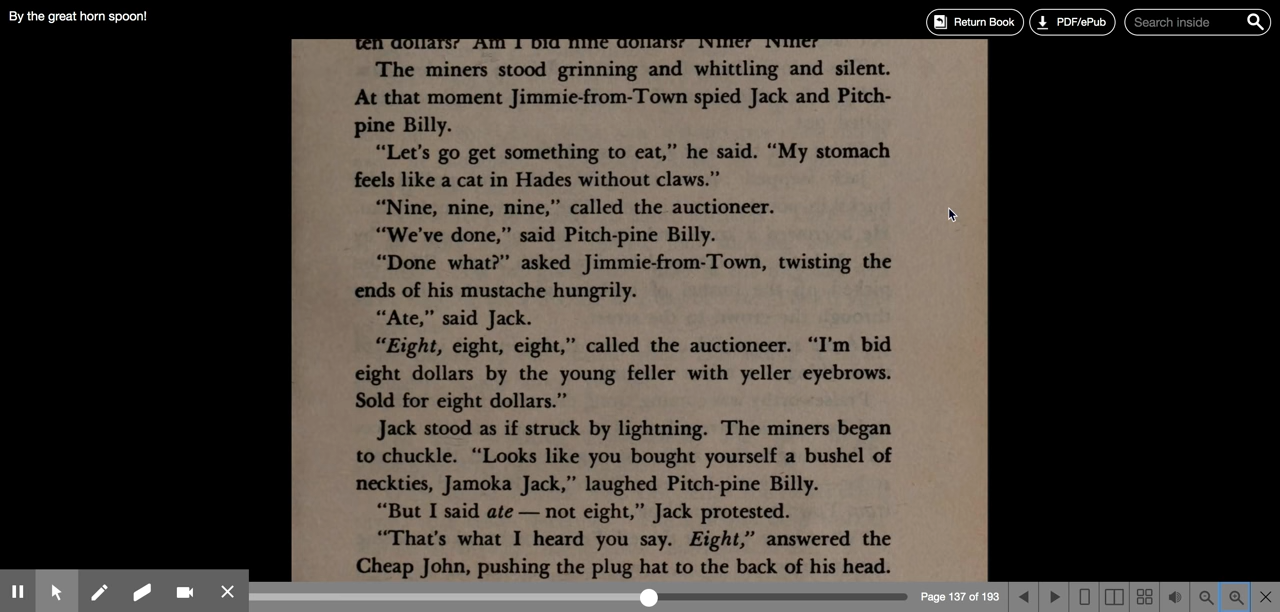 By the great horn spoon!
Return Book
PDF/ePub
Search inside
ten dollars? Am I bid nine dollars? Nine? Nine?
The miners stood grinning and whittling and silent.
At that moment Jimmie-from-Town spied Jack and Pitch-
pine Billy.
“Let’s go get something to eat,” he said. “My stomach
feels like a cat in Hades without claws.”
“Nine, nine, nine,” called the auctioneer.
“We’ve done,” said Pitch-pine Billy.
“Done what?” asked Jimmie-from-Town, twisting the
ends of his mustache hungrily.
“Ate,” said Jack.
“Eight, eight, eight,” called the auctioneer. “I’m bid
eight dollars by the young feller with yeller eyebrows.
Sold for eight dollars.”
Jack stood as if struck by lightning. The miners began
to chuckle. “Looks like you bought yourself a bushel of
neckties, Jamoka Jack,” laughed Pitch-pine Billy.
“But I said ate — not eight,” Jack protested.
“That’s what I heard you say. Eight,” answered the
Cheap John, pushing the plug hat to the back of his head.
Page 137 of 193